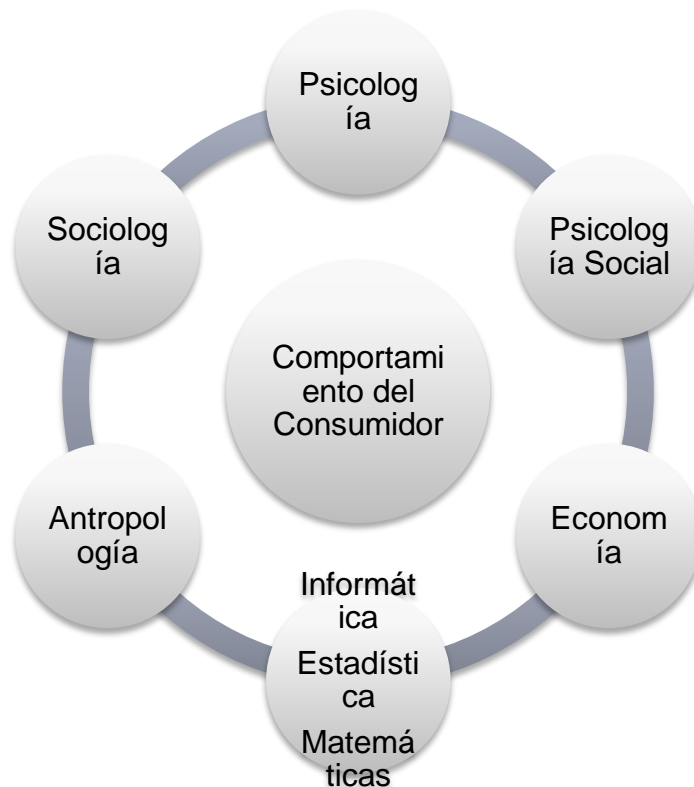 Psicolog
ía
Psicolog
ía Social
Econom
ía
Informát
ica
Estadísti
ca
Matemá
ticas
Antropol
ogía
Sociolog
ía
Comportami
ento del
Consumidor